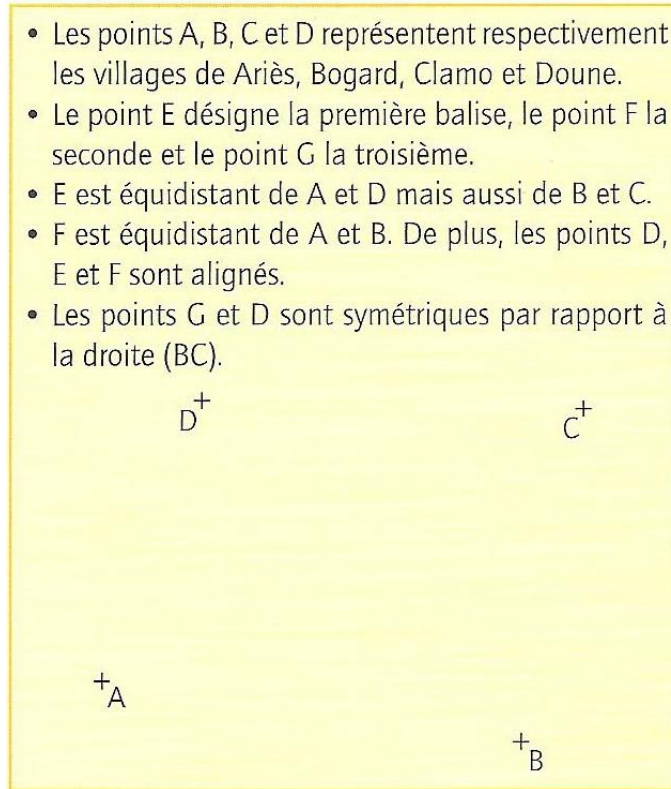 • Les points A, B, C et D représentent respectivement
les villages de Ariès, Bogard, Clamo et Doune.
• Le point E désigne la première balise, le point F la
seconde et le point G la troisième.
• E est équidistant de A et D mais aussi de B et C.
• F est équidistant de A et B. De plus, les points D,
E et F sont alignés.
• Les points G et D sont symétriques par rapport à
la droite (BC).
D+ C+
+A
+B